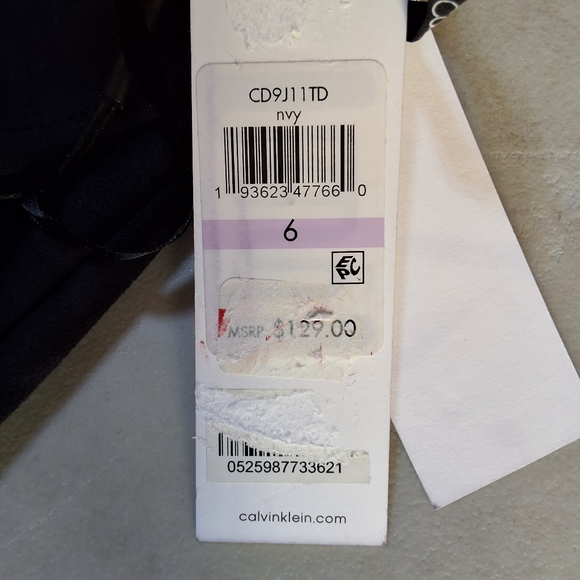 CD9J11TD
nvy
1 93623 47766 0
6
EPC
MSRP $129.00
0525987733621
calvinklein.com